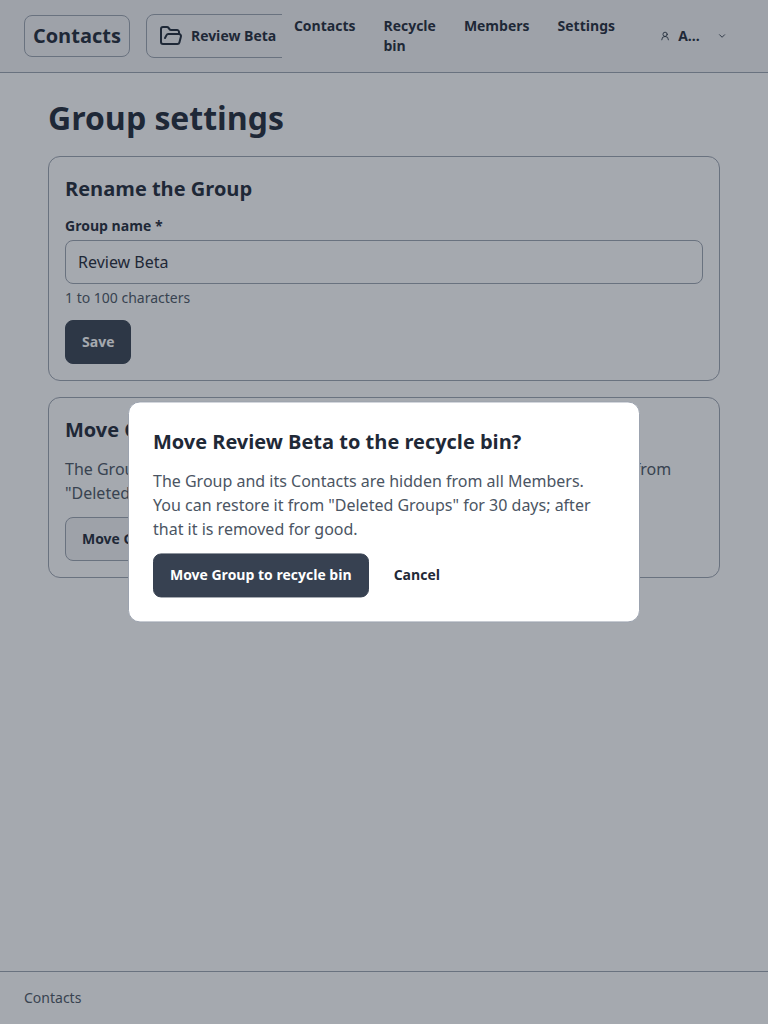 Contacts
Review Beta
Contacts
Recycle
bin
Members
Settings
A...
Group settings
Rename the Group
Group name *
Review Beta
1 to 100 characters
Save
Move
The
from
"Deleted
Move
Move Review Beta to the recycle bin?
The Group and its Contacts are hidden from all Members.
You can restore it from "Deleted Groups" for 30 days; after
that it is removed for good.
Move Group to recycle bin
Cancel
Contacts